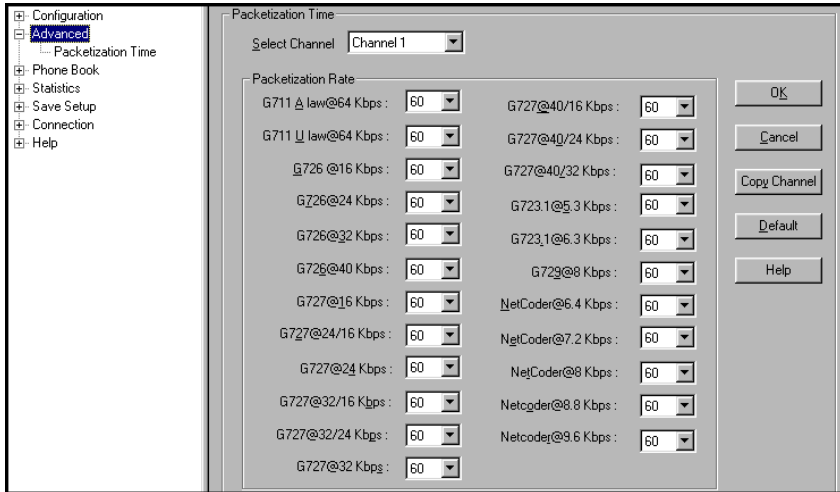 Configuration
Advanced
Packetization Time
Phone Book
Statistics
Save Setup
Connection
Help
Packetization Time
Select Channel Channel 1
Packetization Rate
G711 A law@64 Kbps : 60
G711 U law@64 Kbps : 60
G726 @16 Kbps : 60
G726@24 Kbps : 60
G726@32 Kbps : 60
G726@40 Kbps : 60
G727@16 Kbps : 60
G727@24/16 Kbps : 60
G727@24 Kbps : 60
G727@32/16 Kbps : 60
G727@32/24 Kbps : 60
G727@32 Kbps : 60
G727@40/16 Kbps : 60
G727@40/24 Kbps : 60
G727@40/32 Kbps : 60
G723.1@5.3 Kbps : 60
G723.1@6.3 Kbps : 60
G729@8 Kbps : 60
NetCoder@6.4 Kbps : 60
NetCoder@7.2 Kbps : 60
NetCoder@8 Kbps : 60
Netcoder@8.8 Kbps : 60
Netcoder@9.6 Kbps : 60
OK
Cancel
Copy Channel
Default
Help